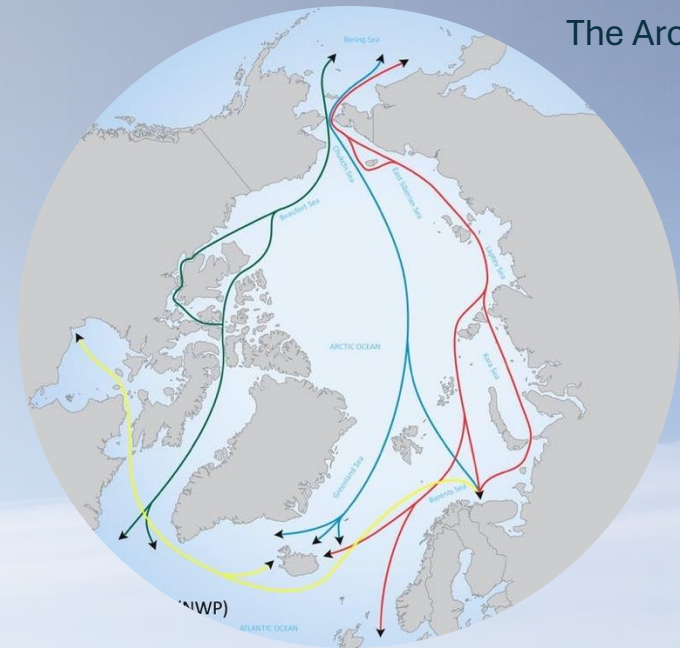 The Arc
Bering Sea
Chukchi Sea
East Siberian Sea
Beaufort Sea
Laptev Sea
ARCTIC OCEAN
Kara Sea
Greenland Sea
Barents Sea
(NWP)
ATLANTIC OCEAN